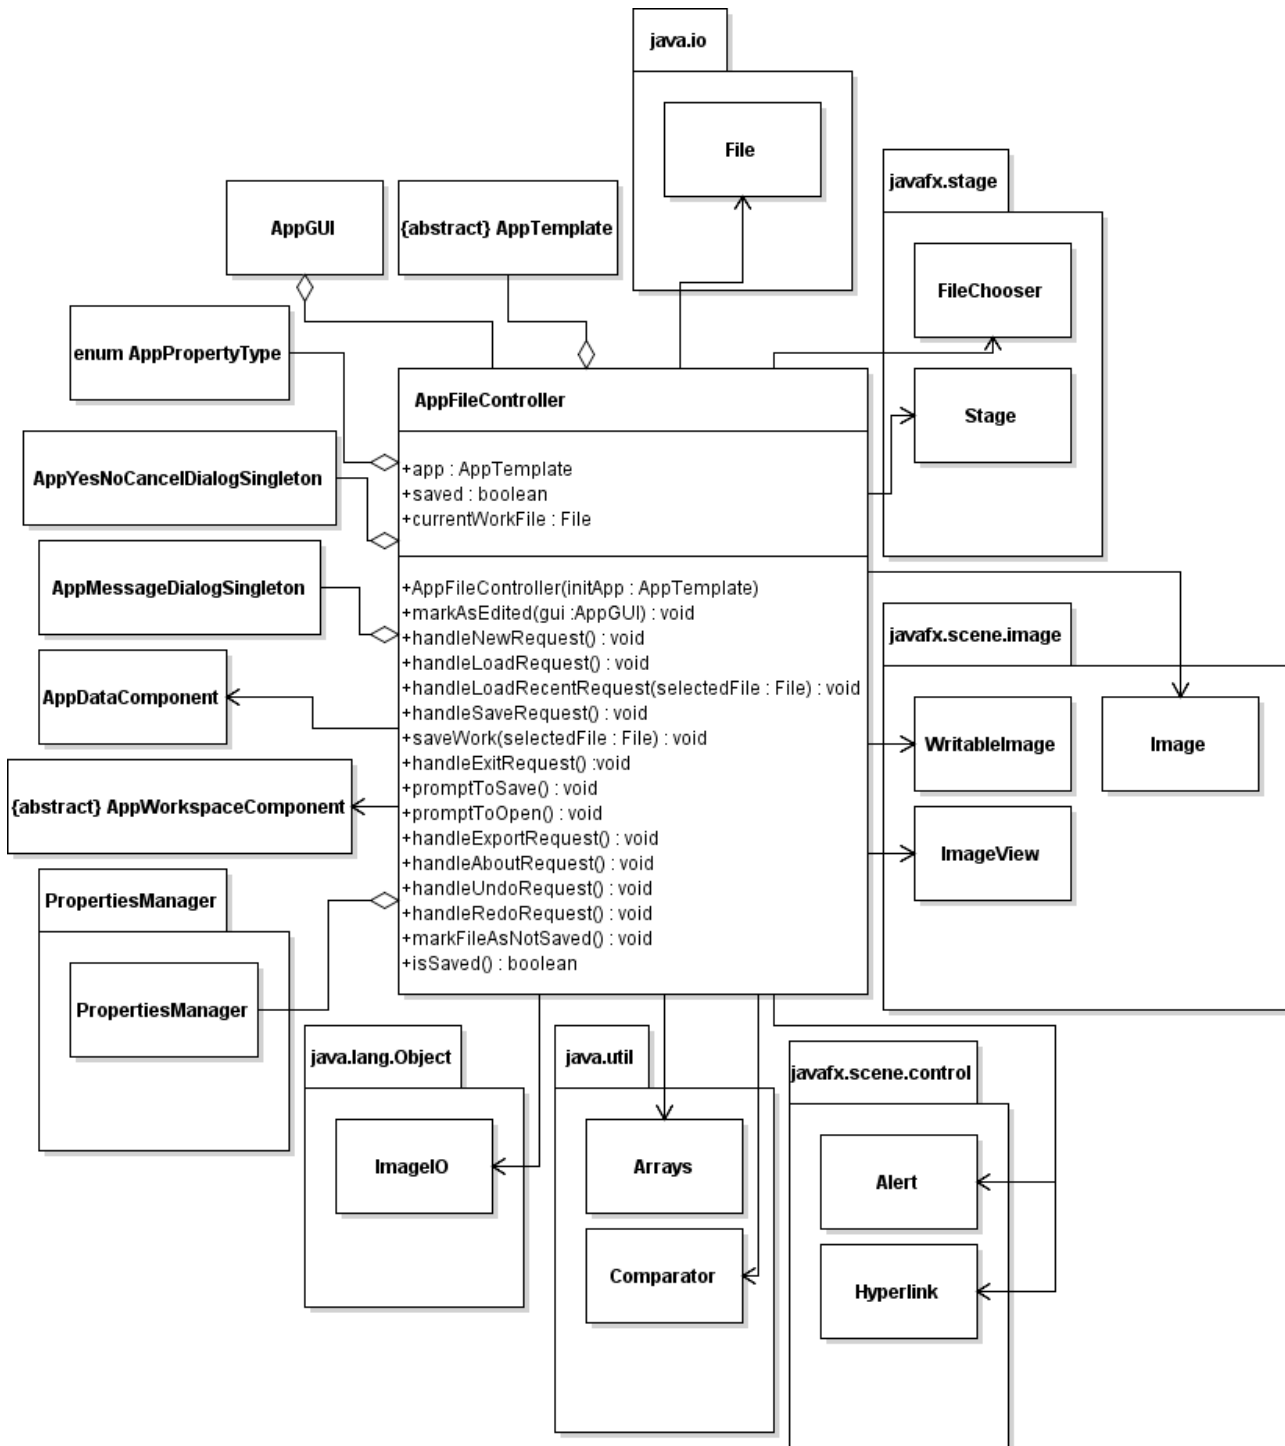 java.io
File
javafx.stage
AppGUI
{abstract} AppTemplate
FileChooser
enum AppPropertyType
Stage
AppFileController
+app : AppTemplate
+saved : boolean
+currentWorkFile : File
AppYesNoCancelDialogSingleton
AppMessageDialogSingleton
+AppFileController(initApp : AppTemplate)
+markAsEdited(gui :AppGUI) : void
+handleNewRequest() : void
+handleLoadRequest() : void
+handleLoadRecentRequest(selectedFile : File) : void
+handleSaveRequest() : void
+saveWork(selectedFile : File) : void
+handleExitRequest() :void
+promptToSave() : void
+promptToOpen() : void
+handleExportRequest() : void
+handleAboutRequest() : void
+handleUndoRequest() : void
+handleRedoRequest() : void
+markFileAsNotSaved() : void
+isSaved() : boolean
javafx.scene.image
AppDataComponent
WritableImage
Image
{abstract} AppWorkspaceComponent
ImageView
PropertiesManager
PropertiesManager
java.lang.Object
ImageIO
java.util
Arrays
Comparator
javafx.scene.control
Alert
Hyperlink